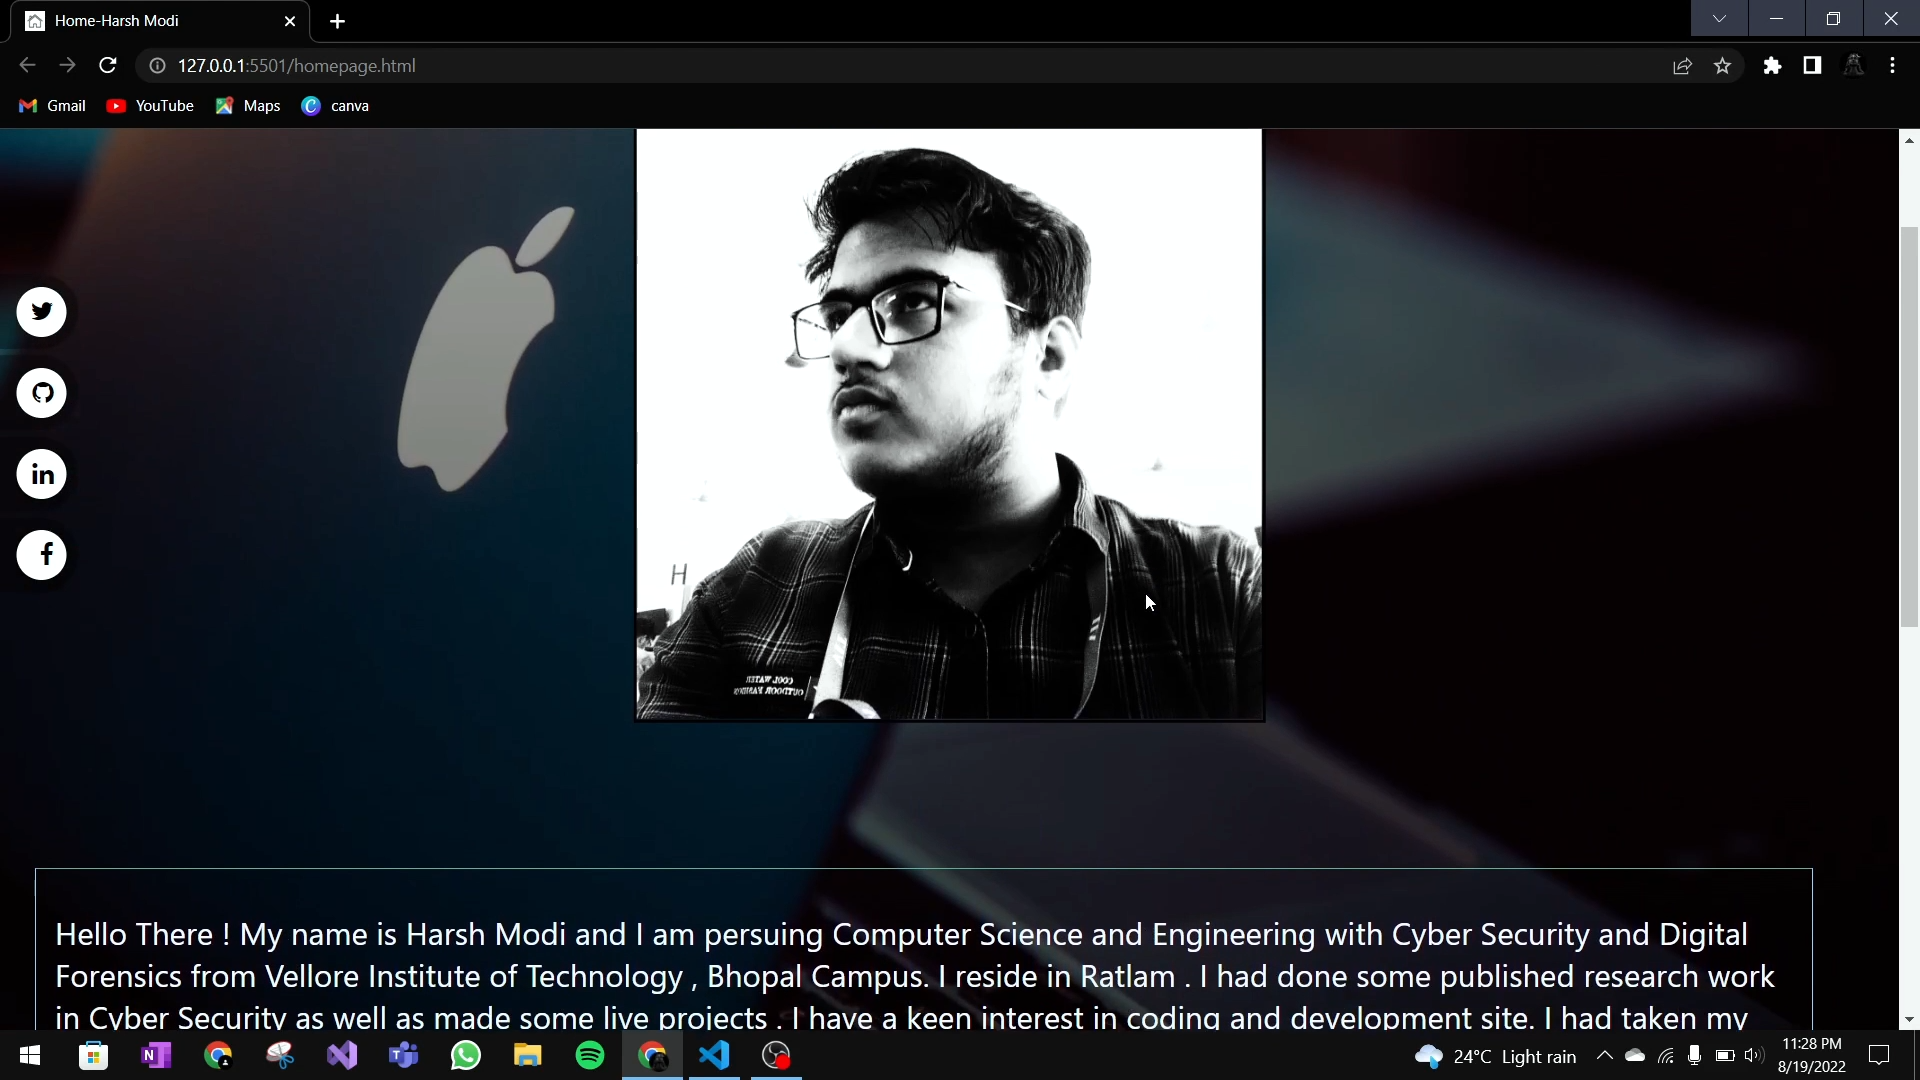 Home-Harsh Modi
127.0.0.1:5501/homepage.html
Gmail YouTube Maps canva
H
Hello There ! My name is Harsh Modi and I am persuing Computer Science and Engineering with Cyber Security and Digital
Forensics from Vellore Institute of Technology , Bhopal Campus. I reside in Ratlam . I had done some published research work
in Cyber Security as well as made some live projects . I have a keen interest in coding and development site. I had taken my
24°C Light rain
11:28 PM
8/19/2022